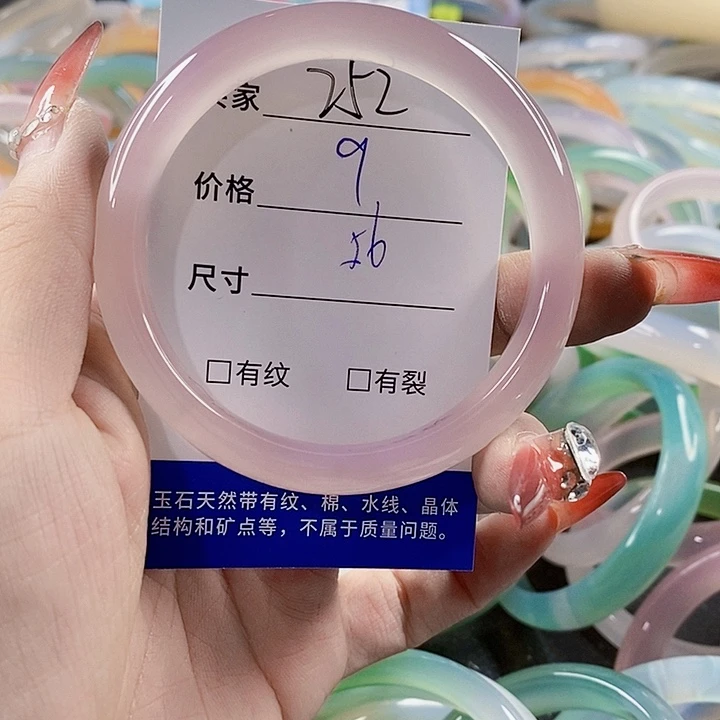 家 252
价格 9
尺寸 56
□有纹 □有裂
玉石天然带有纹、棉、水线、晶体
结构和矿点等，不属于质量问题。